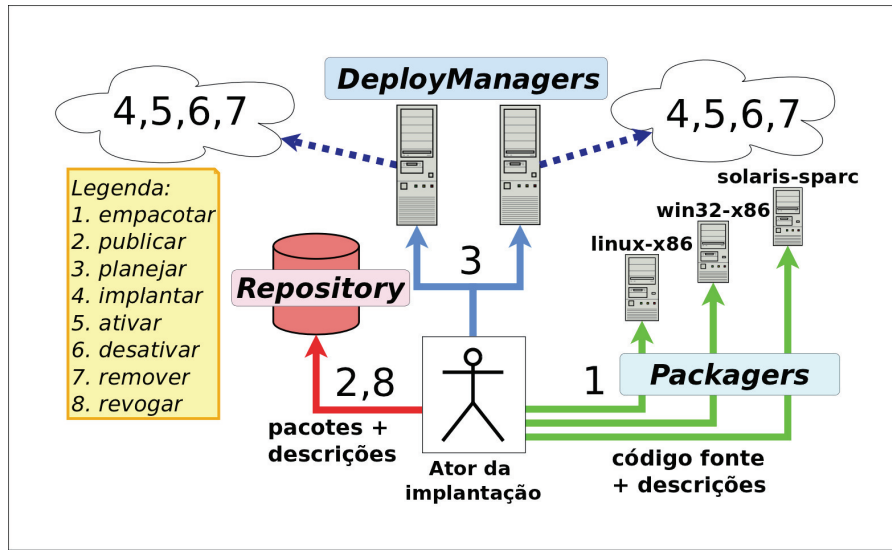 DeployManagers
4,5,6,7
4,5,6,7
Legenda:
1. empacotar
2. publicar
3. planejar
4. implantar
5. ativar
6. desativar
7. remover
8. revogar
solaris-sparc
win32-x86
linux-x86
3
Repository
2,8
1
Packagers
pacotes +
descrições
Ator da
implantação
código fonte
+ descrições